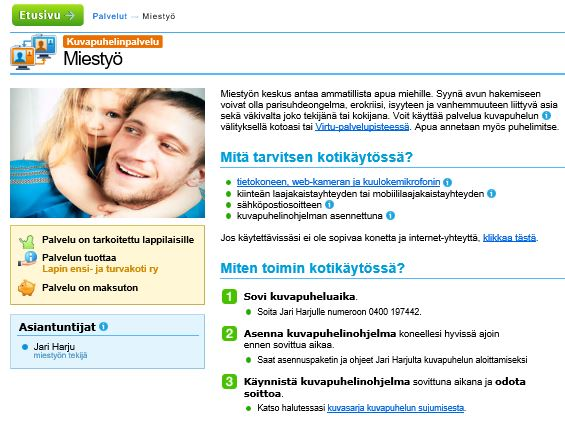 Etusivu → Palvelut → Miestyö
Kuvapuhelinpalvelu
Miestyö
Miestyön keskus antaa ammatillista apua miehille. Syynä avun hakemiseen
voivat olla parisuhdeongelma, erokriisi, isyyteen ja vanhemmuuteen liittyvä asia
sekä väkivalta joko tekijänä tai kokijana. Voit käyttää palvelua kuvapuhelun
välityksellä kotoasi tai Virtu-palvelupisteessä. Apua annetaan myös puhelimitse.
Mitä tarvitsen kotikäytössä?
tietokoneen, web-kameran ja kuulokemikrofonin
kiinteän laajakaistayhteyden tai mobiililaajakaistayhteyden
sähköpostiosoitteen
kuvapuhelinohjelman asennettuna
Jos käytettävissäsi ei ole sopivaa konetta ja internet-yhteyttä, klikkaa tästä.
Miten toimin kotikäytössä?
1 Sovi kuvapuheluaika.
Soita Jari Harjulle numeroon 0400 197442.
2 Asenna kuvapuhelinohjelma koneellesi hyvissä ajoin
ennen sovittua aikaa.
Saat asennuspaketin ja ohjeet Jari Harjulta kuvapuhelun aloittamiseksi
3 Käynnistä kuvapuhelinohjelma sovittuna aikana ja odota
soittoa.
Katso halutessasi kuvasarja kuvapuhelun sujumisesta.
Palvelu on tarkoitettu lappilaisille
Palvelun tuottaa
Lapin ensi- ja turvakoti ry
Palvelu on maksuton
Asiantuntijat
Jari Harju
miestyön tekijä